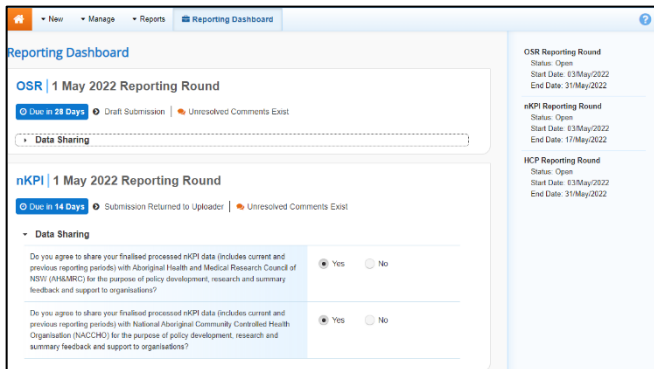 New Manage Reports Reporting Dashboard ?
Reporting Dashboard
OSR | 1 May 2022 Reporting Round
Due in 28 Days Draft Submission | Unresolved Comments Exist
Data Sharing
nKPI | 1 May 2022 Reporting Round
Due in 14 Days Submission Returned to Uploader | Unresolved Comments Exist
Data Sharing
Do you agree to share your finalised processed nKPI data (includes current and
previous reporting periods) with Aboriginal Health and Medical Research Council of
NSW (AH&MRC) for the purpose of policy development, research and summary
feedback and support to organisations?
Yes No
Do you agree to share your finalised processed nKPI data (includes current and
previous reporting periods) with National Aboriginal Community Controlled Health
Organisation (NACCHO) for the purpose of policy development, research and
summary feedback and support to organisations?
Yes No
OSR Reporting Round
Status: Open
Start Date: 03/May/2022
End Date: 31/May/2022
nKPI Reporting Round
Status: Open
Start Date: 03/May/2022
End Date: 17/May/2022
HCP Reporting Round
Status: Open
Start Date: 03/May/2022
End Date: 31/May/2022